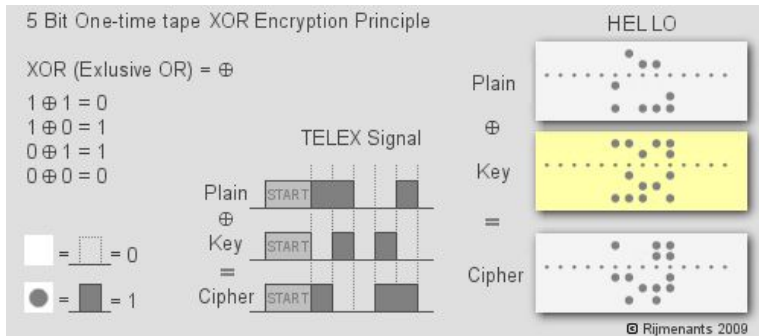 5 Bit One-time tape XOR Encryption Principle
HELLO
XOR (Exlusive OR) = ⊕
1 ⊕ 1 = 0
1 ⊕ 0 = 1
0 ⊕ 1 = 1
0 ⊕ 0 = 0
TELEX Signal
Plain
START
⊕
Key
START
=
Cipher
START
= = 0
= = 1
Plain
⊕
Key
=
Cipher
© Rijmenants 2009